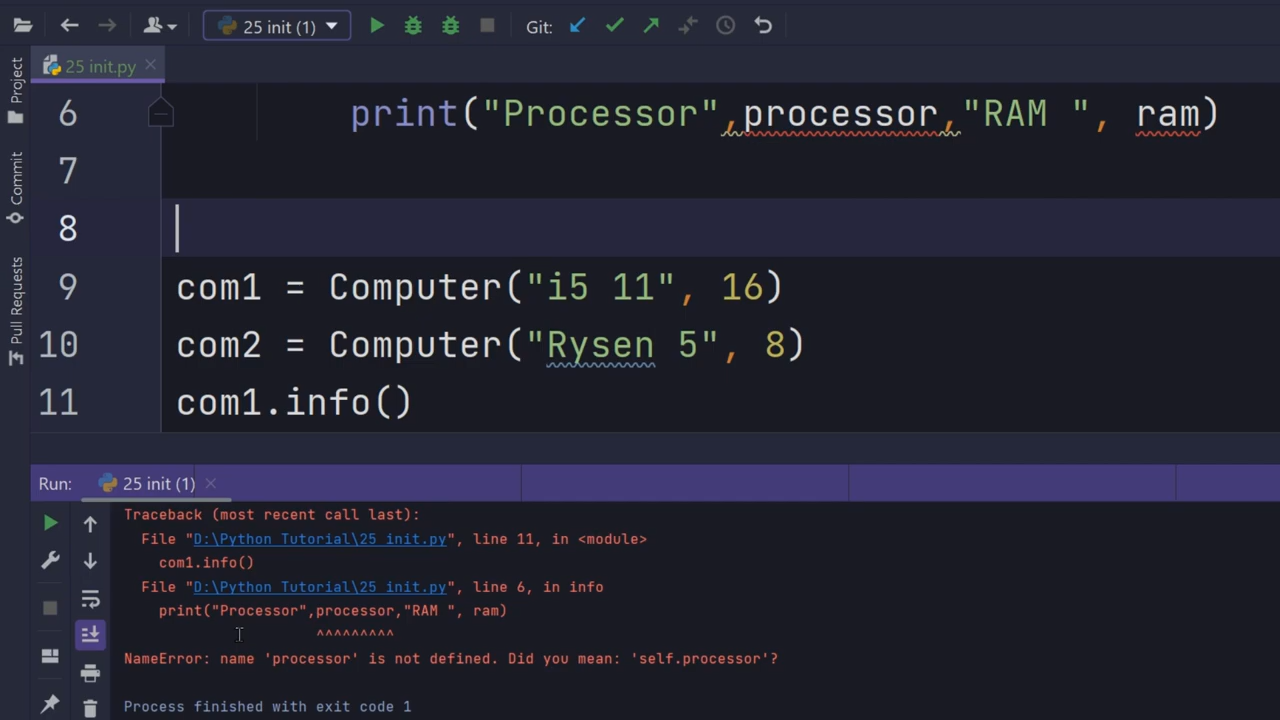 25 init (1)
Git:
25 init.py
Project
Commit
Pull Requests
6 print("Processor",processor,"RAM ", ram)
7
8
9 com1 = Computer("i5 11", 16)
10 com2 = Computer("Rysen 5", 8)
11 com1.info()
Run: 25 init (1)
Traceback (most recent call last):
File "D:\Python Tutorial\25 init.py", line 11, in <module>
com1.info()
File "D:\Python Tutorial\25 init.py", line 6, in info
print("Processor",processor,"RAM ", ram)
^^^^^^^^^
NameError: name 'processor' is not defined. Did you mean: 'self.processor'?
Process finished with exit code 1